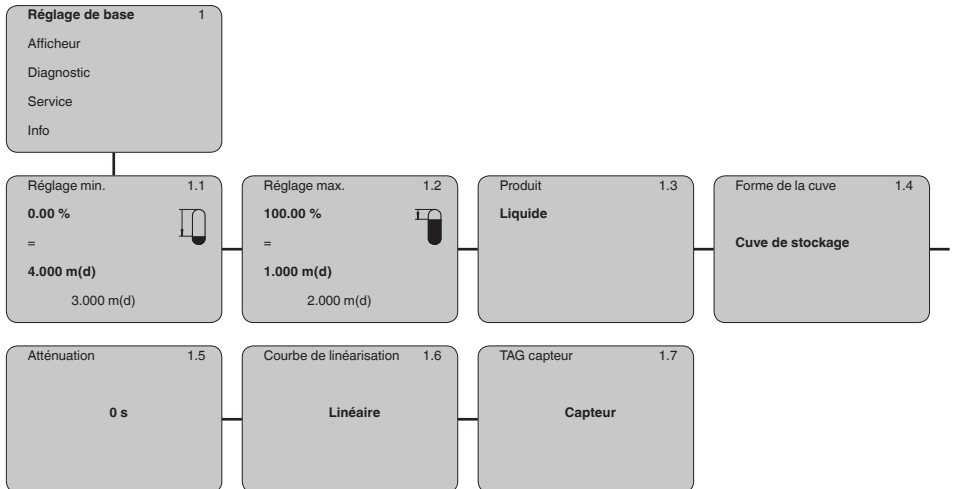 Réglage de base 1
Afficheur
Diagnostic
Service
Info
Réglage min. 1.1
0.00 %
=
4.000 m(d)
3.000 m(d)
Réglage max. 1.2
100.00 %
=
1.000 m(d)
2.000 m(d)
Produit 1.3
Liquide
Forme de la cuve 1.4
Cuve de stockage
Atténuation 1.5
0 s
Courbe de linéarisation 1.6
Linéaire
TAG capteur 1.7
Capteur